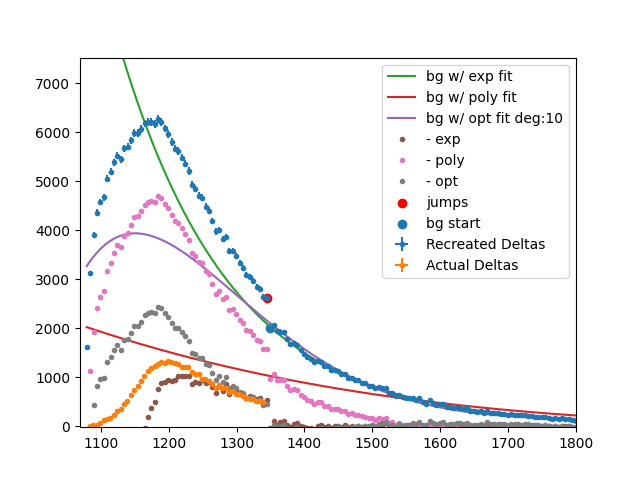 7000
6000
5000
4000
3000
2000
1000
0
1100 1200 1300 1400 1500 1600 1700 1800
bg w/ exp fit
bg w/ poly fit
bg w/ opt fit deg:10
- exp
- poly
- opt
jumps
bg start
Recreated Deltas
Actual Deltas